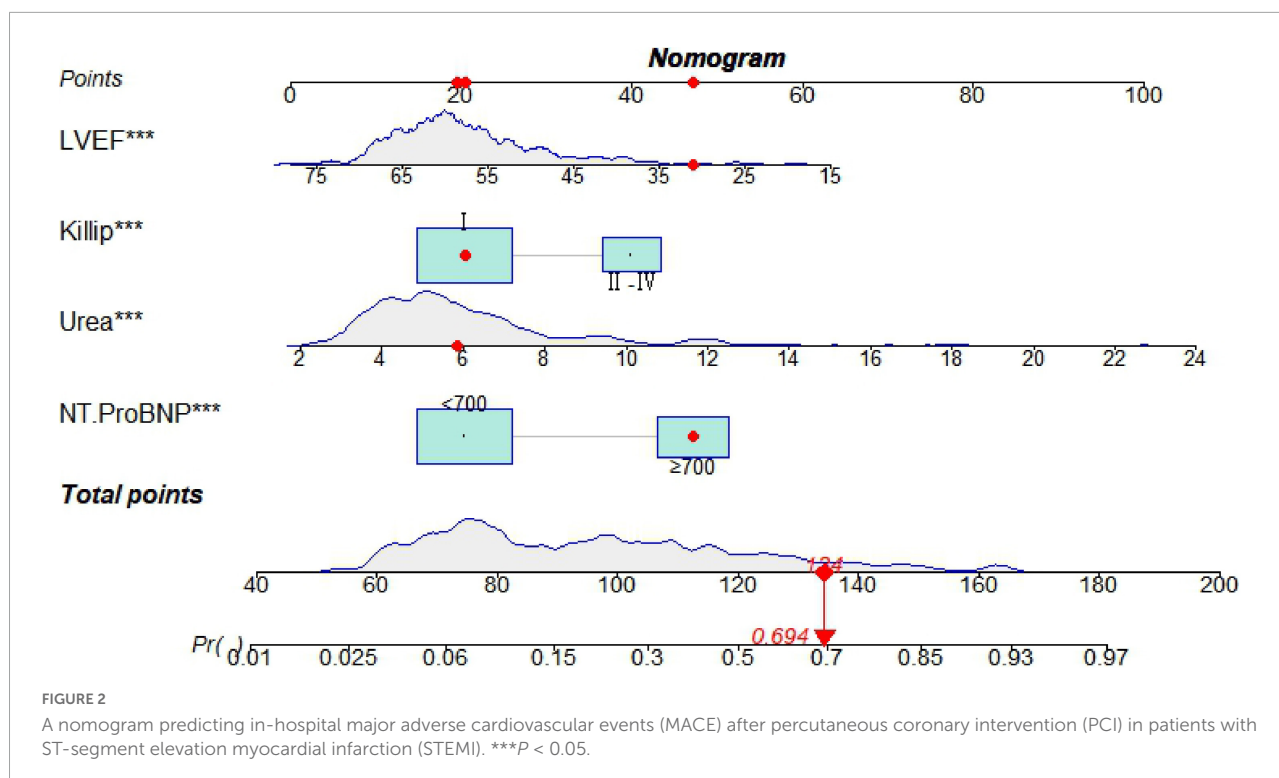 Nomogram
Points
0 20 40 60 80 100
LVEF***
75 65 55 45 35 25 15
I
Killip***
II -IV
Urea***
2 4 6 8 10 12 14 16 18 20 22 24
<700
NT.ProBNP***
≥700
Total points
134
40 60 80 100 120 140 160 180 200
0.694
Pr( )
0.01 0.025 0.06 0.15 0.3 0.5 0.7 0.85 0.93 0.97
FIGURE 2
A nomogram predicting in-hospital major adverse cardiovascular events (MACE) after percutaneous coronary intervention (PCI) in patients with
ST-segment elevation myocardial infarction (STEMI). ***P < 0.05.